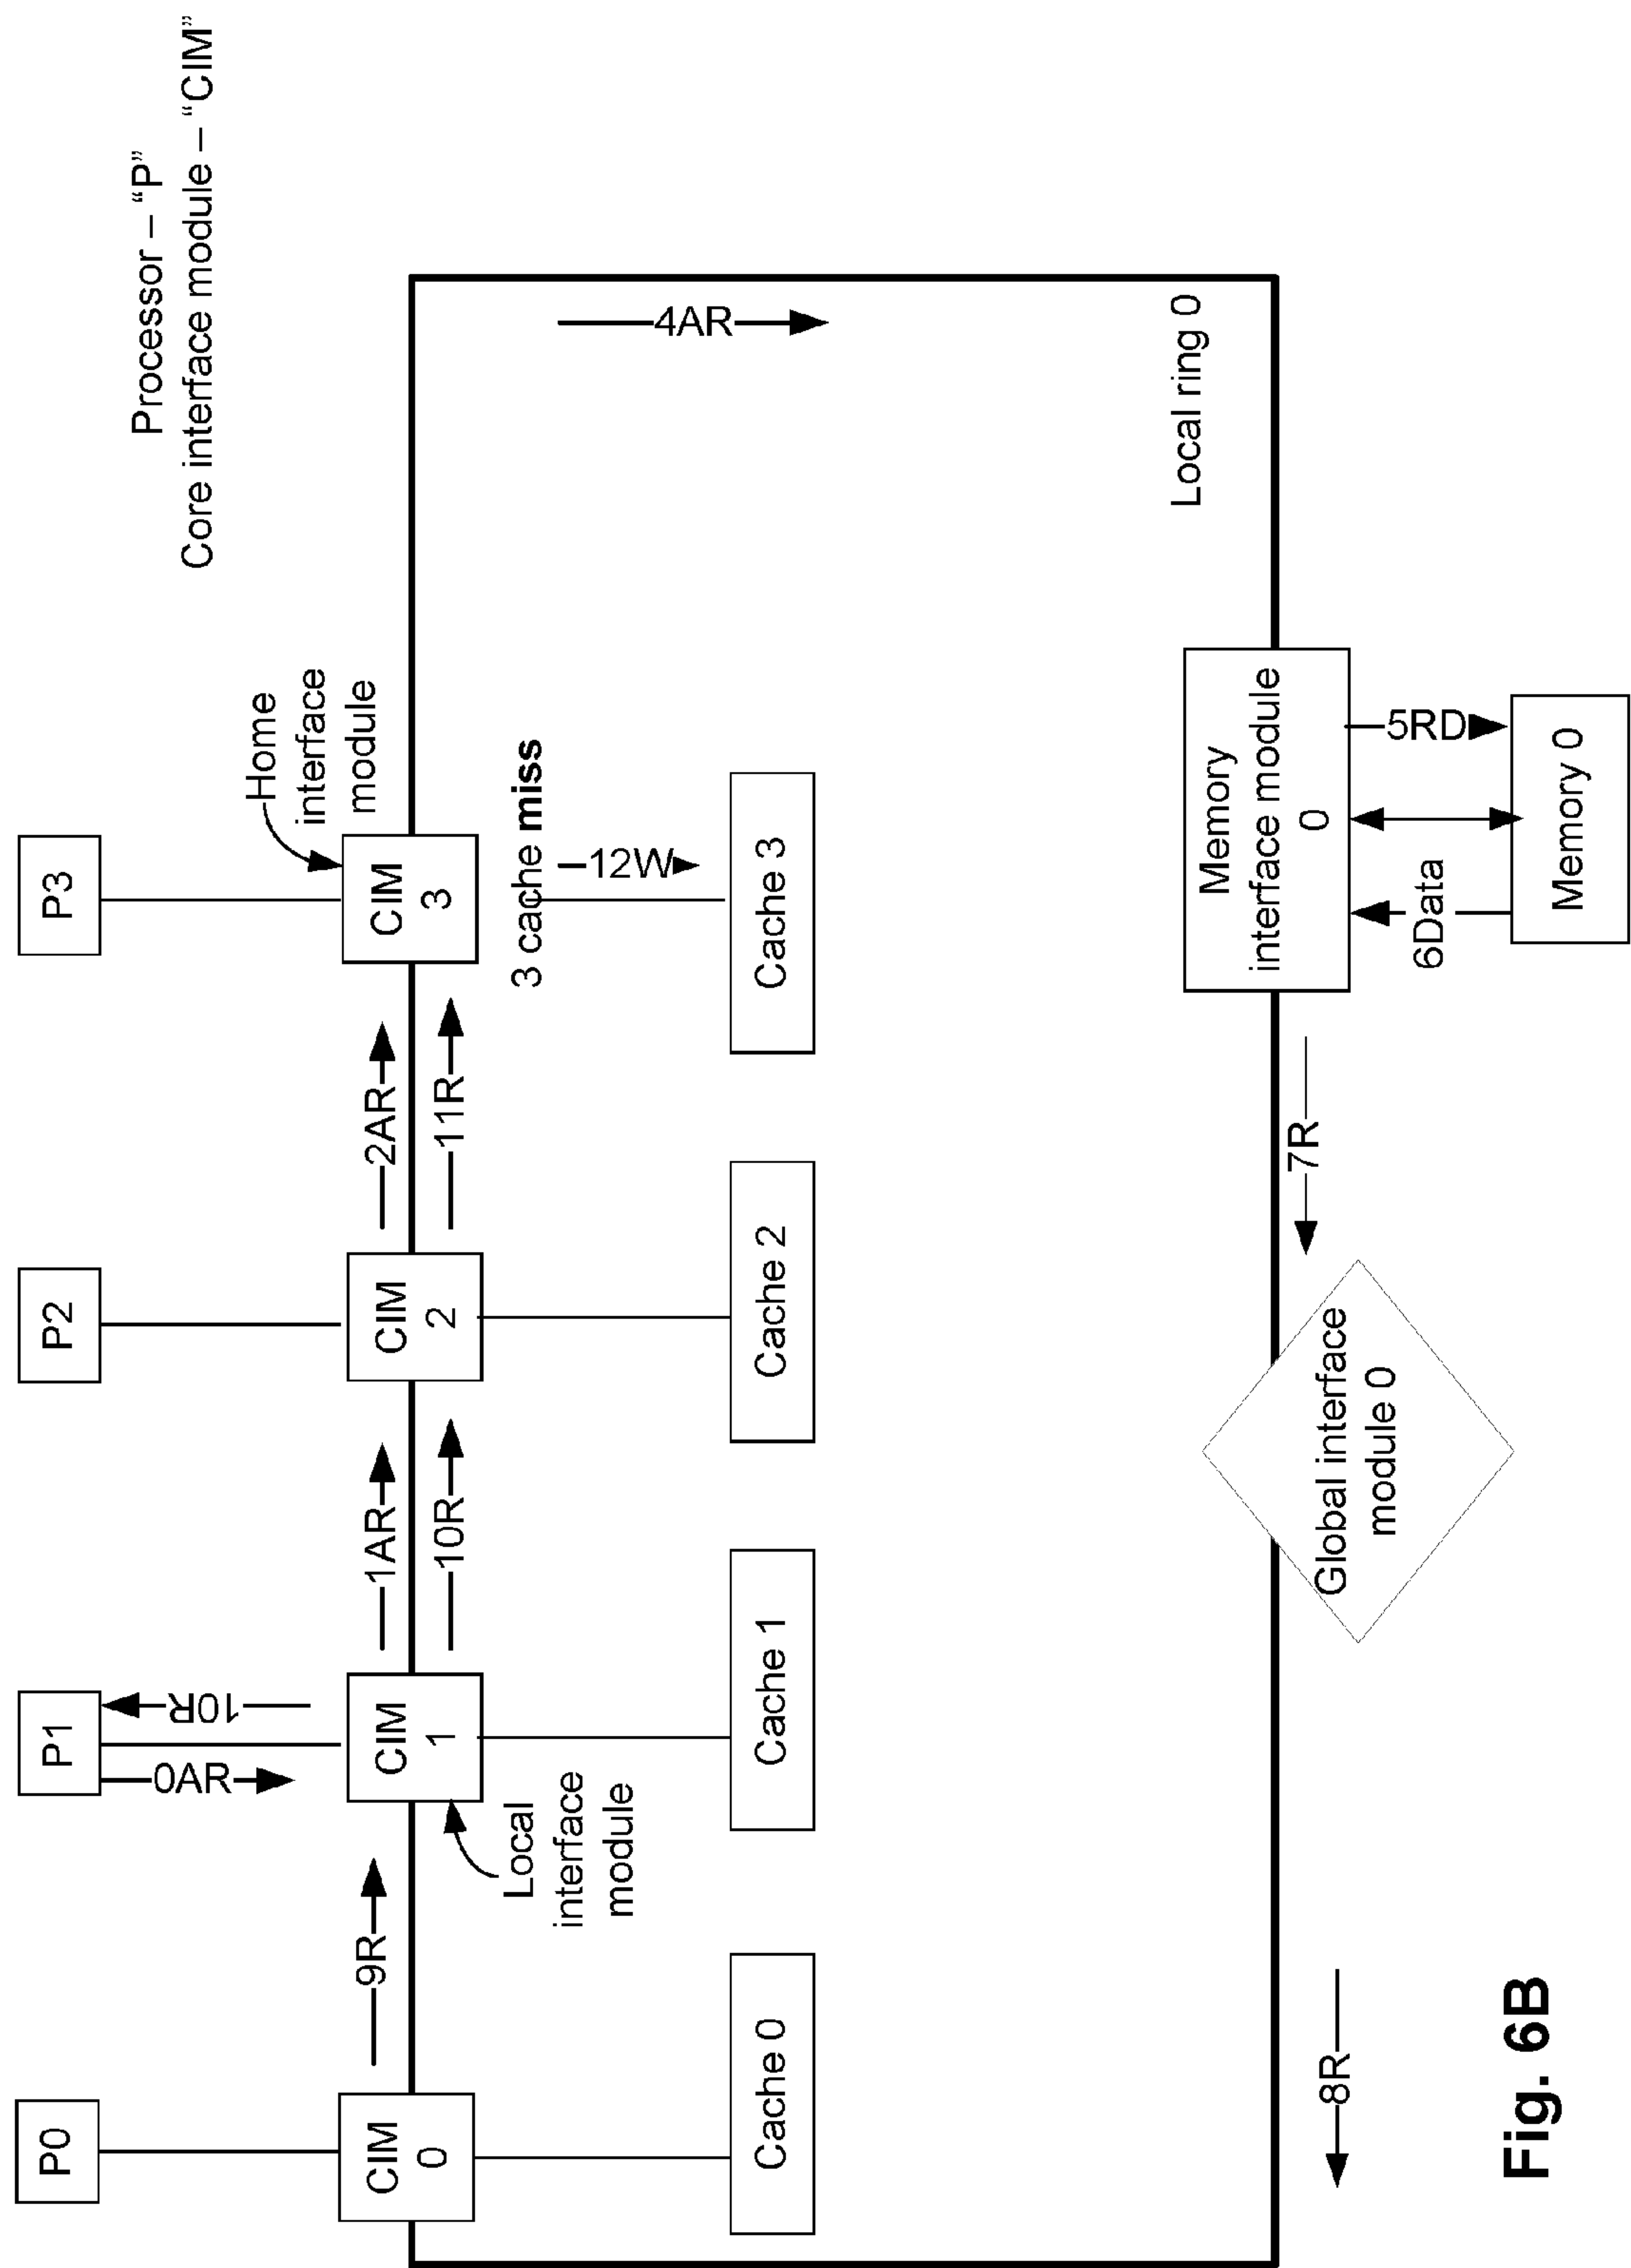 Processor – “P”
Core interface module – “CIM”
P0
P1
P2
P3
0AR
10R
CIM
0
9R
CIM
1
1AR
10R
CIM
2
2AR
11R
CIM
3
Home
interface
module
Local
interface
module
3 cache miss
12W
4AR
Cache 0
Cache 1
Cache 2
Cache 3
Local ring 0
Memory
interface module
0
7R
8R
Global interface
module 0
6Data
5RD
Memory 0
Fig. 6B